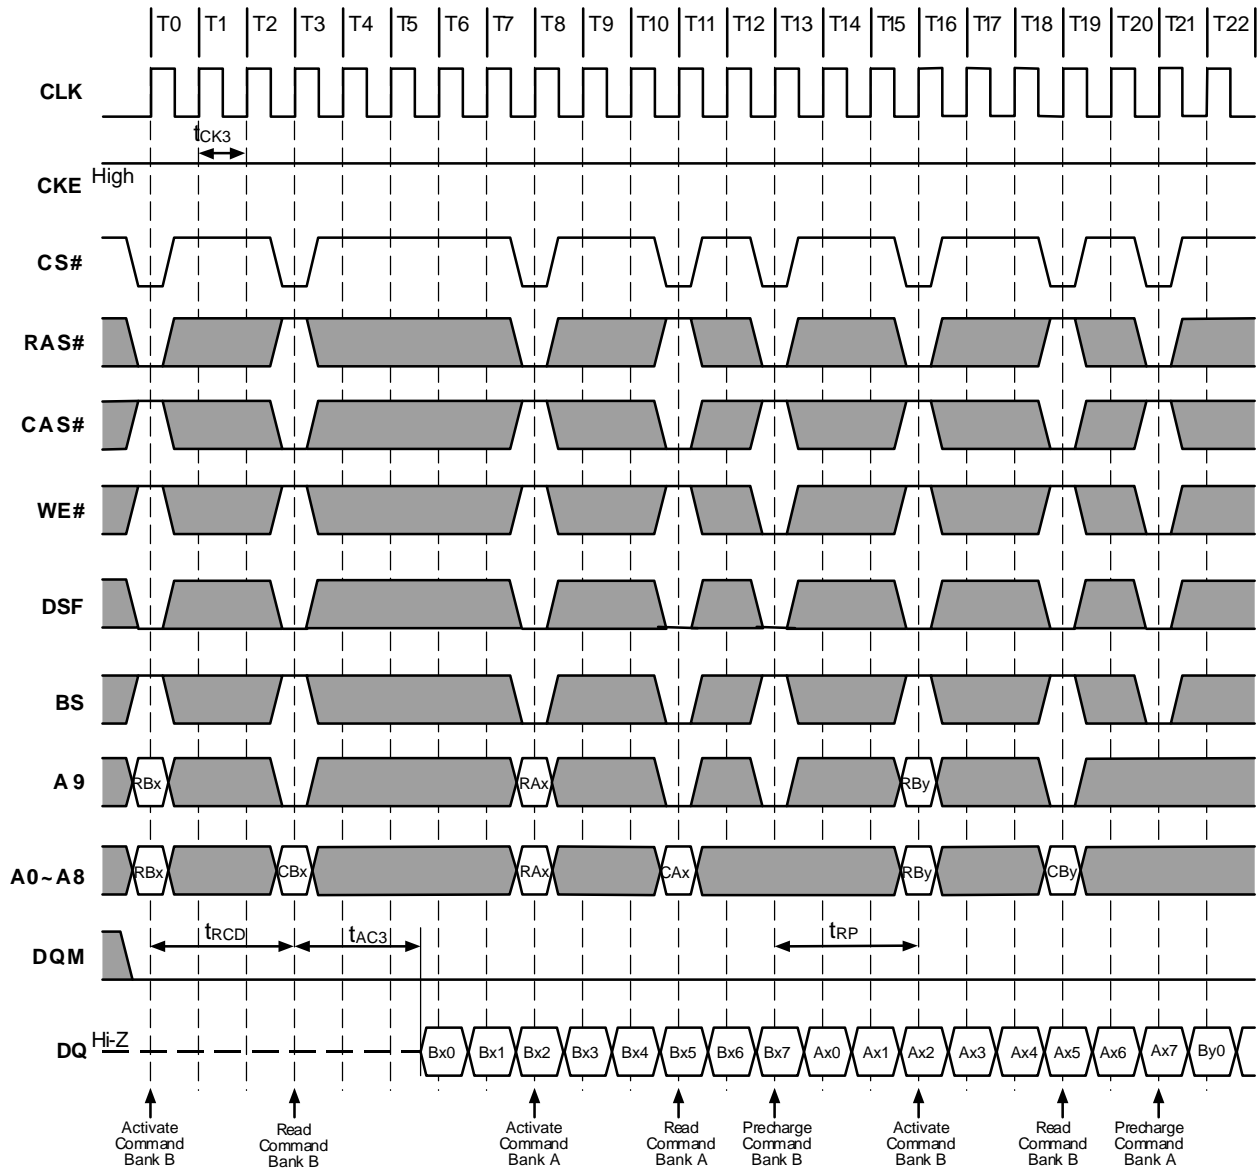 T0 T1 T2 T3 T4 T5 T6 T7 T8 T9 T10 T11 T12 T13 T14 T15 T16 T17 T18 T19 T20 T21 T22
CLK
tCK3
High
CKE
CS#
RAS#
CAS#
WE#
DSF
BS
A9 RBx RAx RBy
A0~A8 RBx CBx RAx CAx RBy CBy
tRCD tAC3 tRP
DQM
Hi-Z
DQ Bx0 Bx1 Bx2 Bx3 Bx4 Bx5 Bx6 Bx7 Ax0 Ax1 Ax2 Ax3 Ax4 Ax5 Ax6 Ax7 By0
Activate
Command
Bank B
Read
Command
Bank B
Activate
Command
Bank A
Read
Command
Bank A
Precharge
Command
Bank B
Activate
Command
Bank B
Read
Command
Bank B
Precharge
Command
Bank A